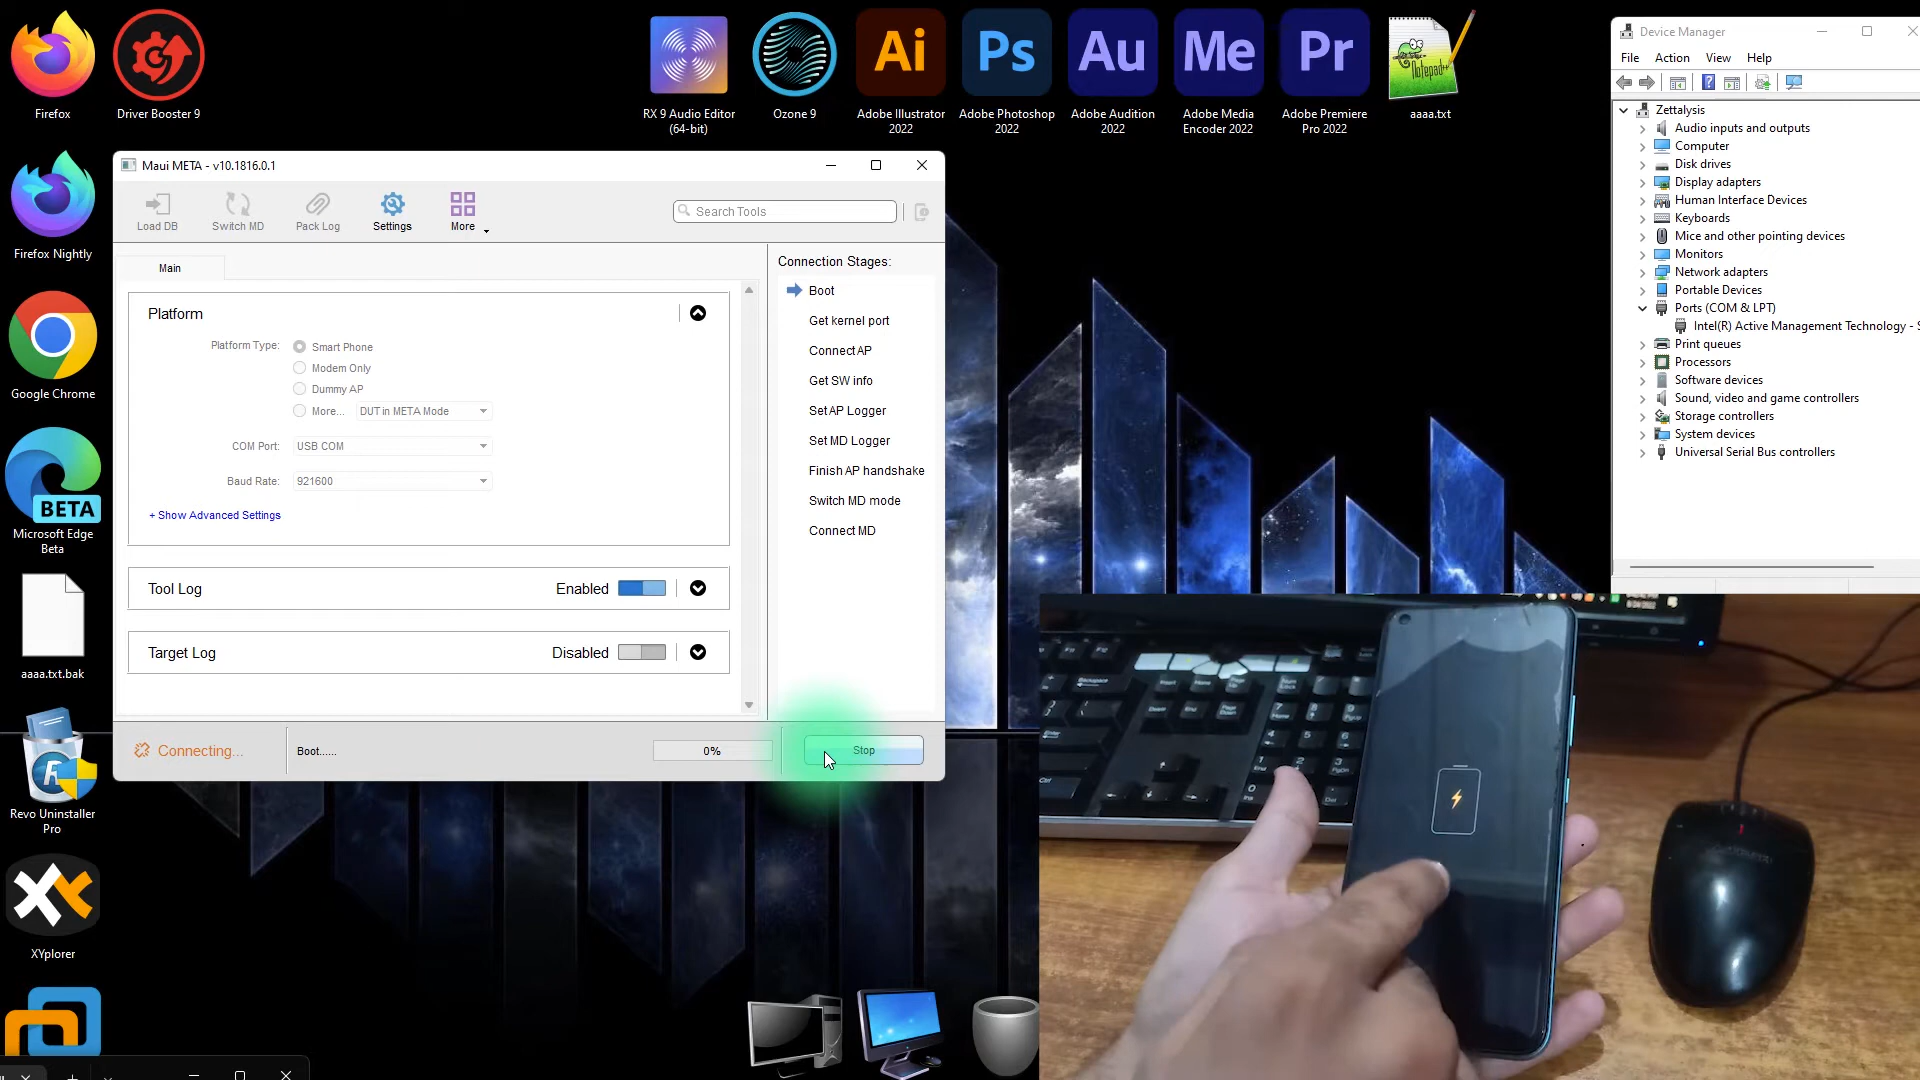 Firefox
Driver Booster 9
RX 9 Audio Editor
(64-bit)
Ozone 9
Ai
Adobe Illustrator
2022
Ps
Adobe Photoshop
2022
Au
Adobe Audition
2022
Me
Adobe Media
Encoder 2022
Pr
Adobe Premiere
Pro 2022
Notepad++
aaaa.txt
Firefox Nightly
Google Chrome
BETA
Microsoft Edge
Beta
aaaa.txt.bak
Revo Uninstaller
Pro
XYplorer
Maui META - v10.1816.0.1
Load DB
Switch MD
Pack Log
Settings
More
Search Tools
Main
Platform
Platform Type:
Smart Phone
Modem Only
Dummy AP
More...
DUT in META Mode
COM Port:
USB COM
Baud Rate:
921600
+ Show Advanced Settings
Tool Log
Enabled
Target Log
Disabled
Connection Stages:
Boot
Get kernel port
Connect AP
Get SW info
Set AP Logger
Set MD Logger
Finish AP handshake
Switch MD mode
Connect MD
Connecting...
Boot......
0%
Stop
Device Manager
File
Action
View
Help
Zettalysis
Audio inputs and outputs
Computer
Disk drives
Display adapters
Human Interface Devices
Keyboards
Mice and other pointing devices
Monitors
Network adapters
Portable Devices
Ports (COM & LPT)
Intel(R) Active Management Technology - S
Print queues
Processors
Software devices
Sound, video and game controllers
Storage controllers
System devices
Universal Serial Bus controllers